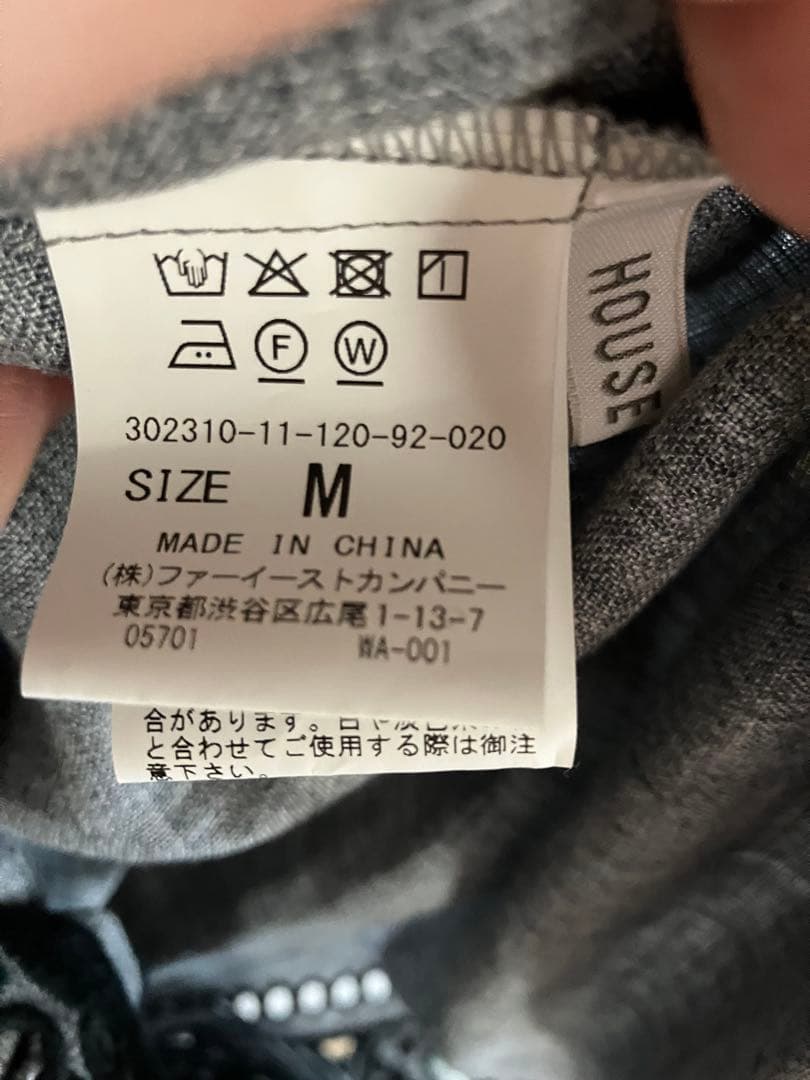 F W
302310-11-120-92-020
SIZE M
MADE IN CHINA
(株)ファーイーストカンパニー
東京都渋谷区広尾1-13-7
05701 WA-001
合があります。
と合わせてご使用する際は御注
意下さい。
HOUSE